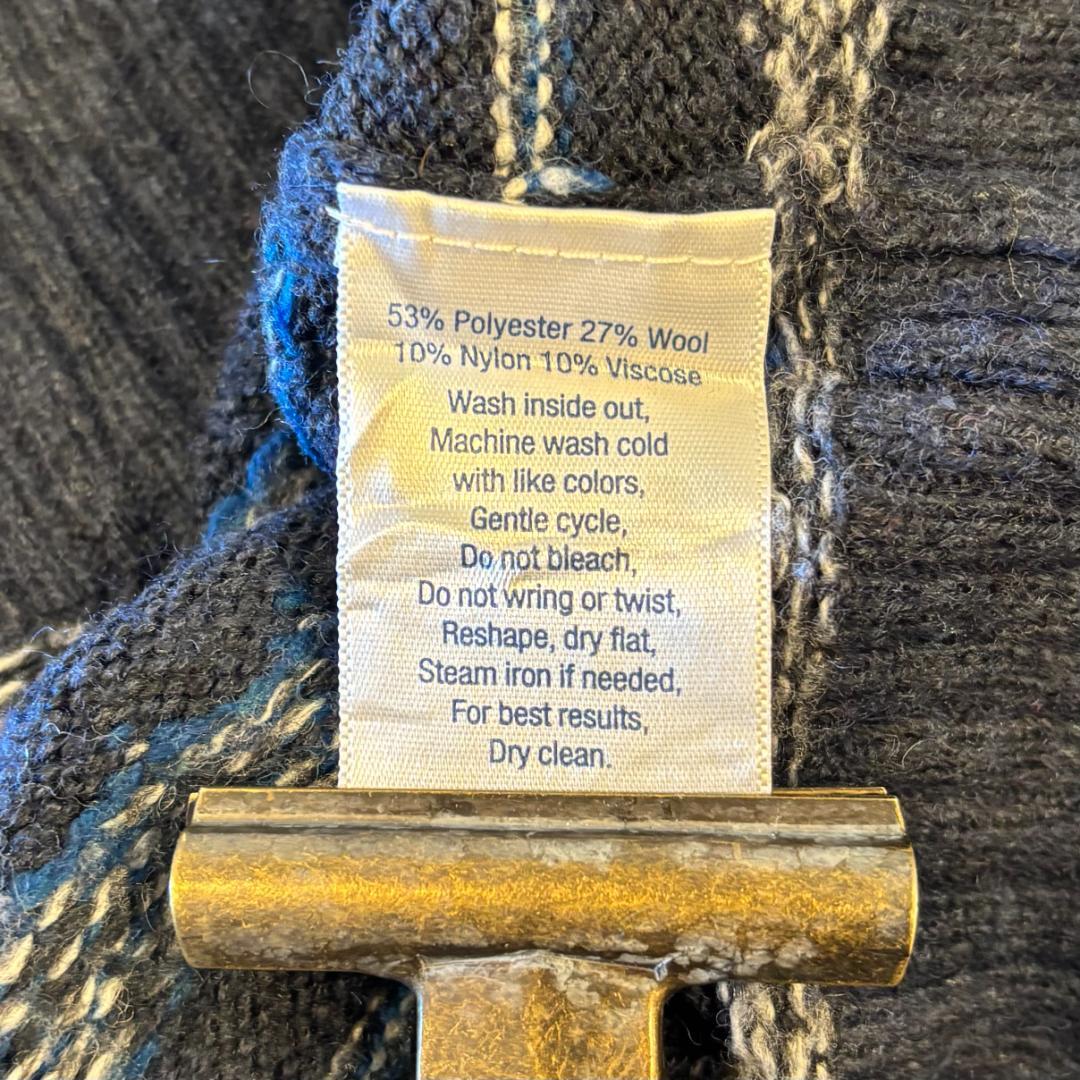 53% Polyester 27% Wool
10% Nylon 10% Viscose
Wash inside out,
Machine wash cold
with like colors,
Gentle cycle,
Do not bleach,
Do not wring or twist,
Reshape, dry flat,
Steam iron if needed,
For best results,
Dry clean.